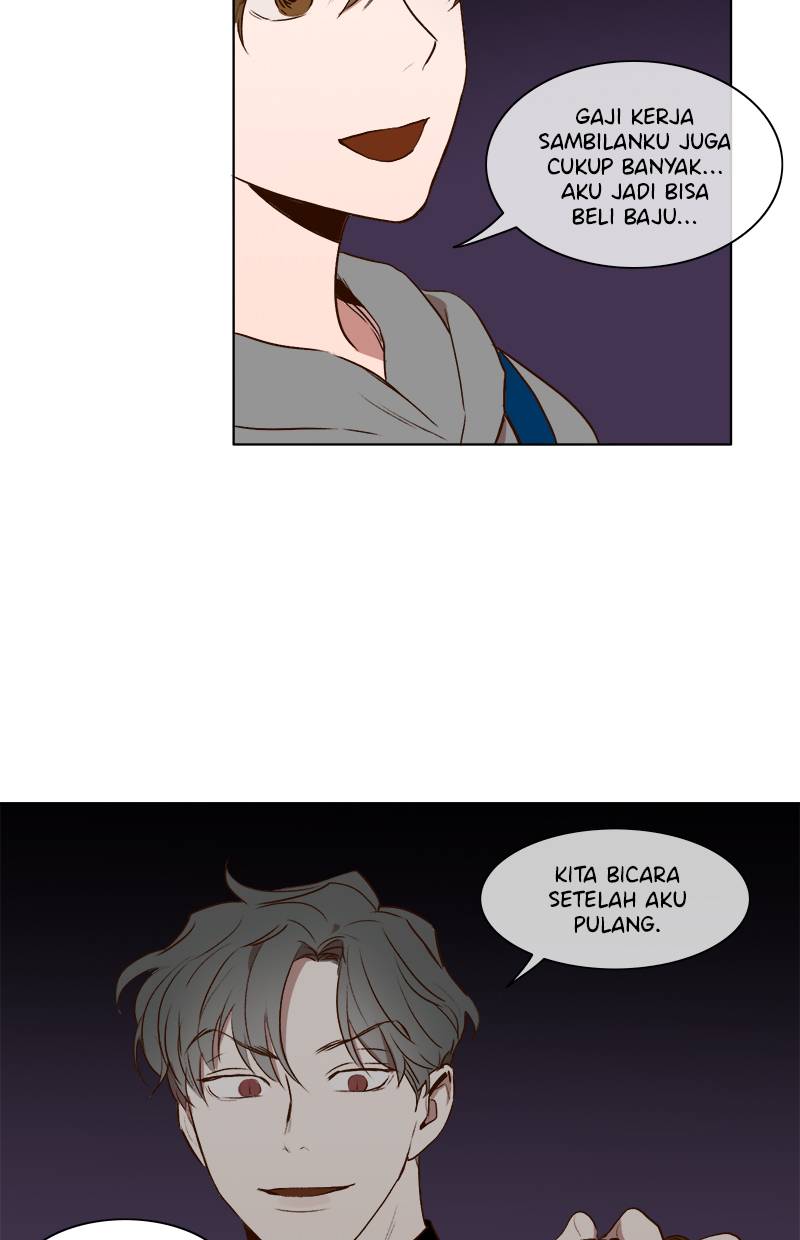 GAJI KERJA
SAMBILANKU JUGA
CUKUP BANYAK...
AKU JADI BISA
BELI BAJU...
KITA BICARA
SETELAH AKU
PULANG.